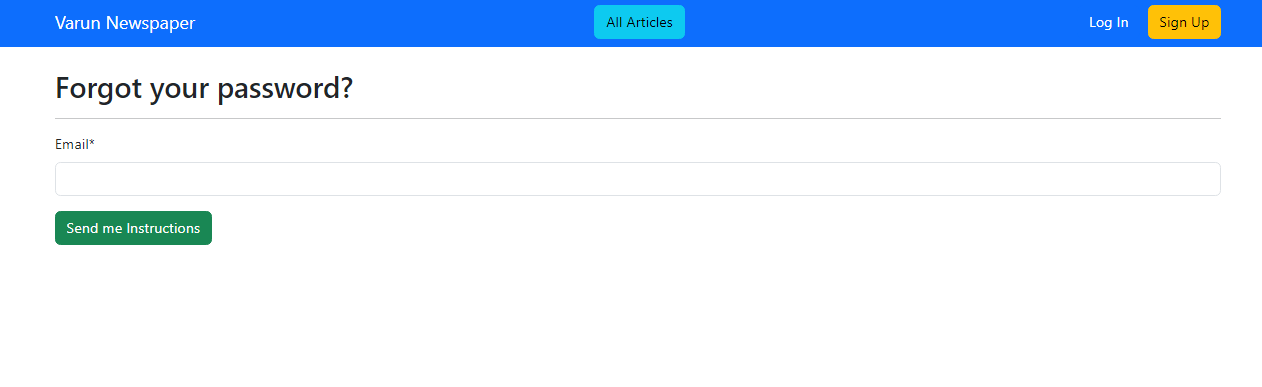 Varun Newspaper All Articles Log In Sign Up
Forgot your password?
Email*
Send me Instructions